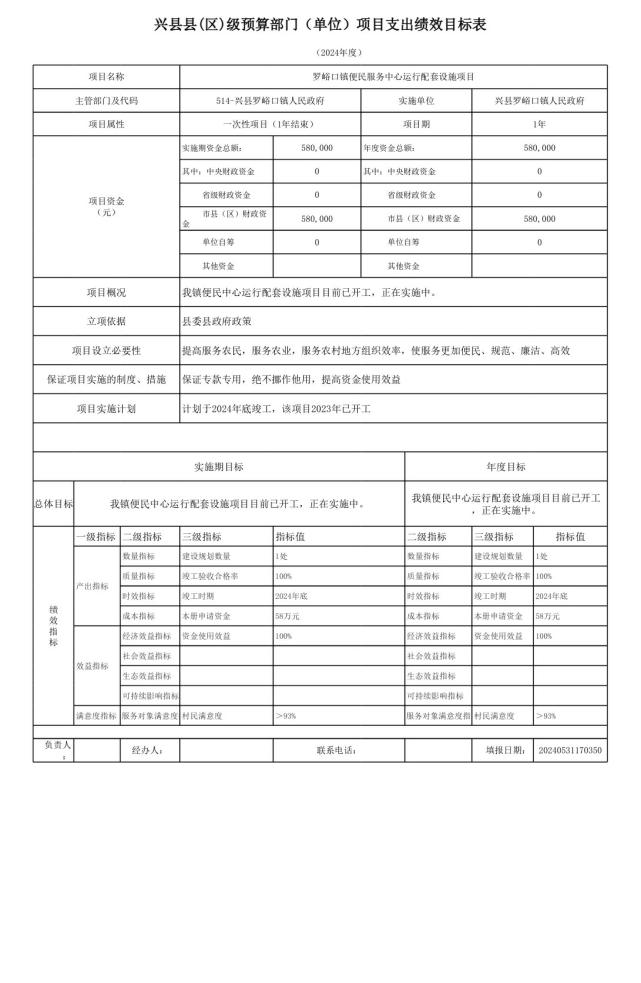 兴县县(区)级预算部门（单位）项目支出绩效目标表
（2024年度）
项目名称 罗峪口镇便民服务中心运行配套设施项目
主管部门及代码 514-兴县罗峪口镇人民政府 实施单位 兴县罗峪口镇人民政府
项目属性 一次性项目（1年结束） 项目期 1年
项目资金
（元）
实施期资金总额： 580,000 年度资金总额： 580,000
其中：中央财政资金 0 其中：中央财政资金 0
省级财政资金 0 省级财政资金 0
市县（区）财政资
金 580,000 市县（区）财政资金 580,000
单位自筹 0 单位自筹 0
其他资金 其他资金
项目概况 我镇便民中心运行配套设施项目目前已开工，正在实施中。
立项依据 县委县政府政策
项目设立必要性 提高服务农民，服务农业，服务农村地方组织效率，使服务更加便民、规范、廉洁、高效
保证项目实施的制度、措施 保证专款专用，绝不挪作他用，提高资金使用效益
项目实施计划 计划于2024年底竣工，该项目2023年已开工
实施期目标 年度目标
总体目标 我镇便民中心运行配套设施项目目前已开工，正在实施中。 我镇便民中心运行配套设施项目目前已开工
，正在实施中。
绩效指标
一级指标 二级指标 三级指标 指标值 二级指标 三级指标 指标值
产出指标
数量指标 建设规划数量 1处 数量指标 建设规划数量 1处
质量指标 竣工验收合格率 100% 质量指标 竣工验收合格率 100%
时效指标 竣工时期 2024年底 时效指标 竣工时期 2024年底
成本指标 本册申请资金 58万元 成本指标 本册申请资金 58万元
效益指标
经济效益指标 资金使用效益 100% 经济效益指标 资金使用效益 100%
社会效益指标 社会效益指标
生态效益指标 生态效益指标
可持续影响指标 可持续影响指标
满意度指标 服务对象满意度 村民满意度 ＞93% 服务对象满意度指 村民满意度 ＞93%
负责人
： 经办人： 联系电话： 填报日期： 20240531170350